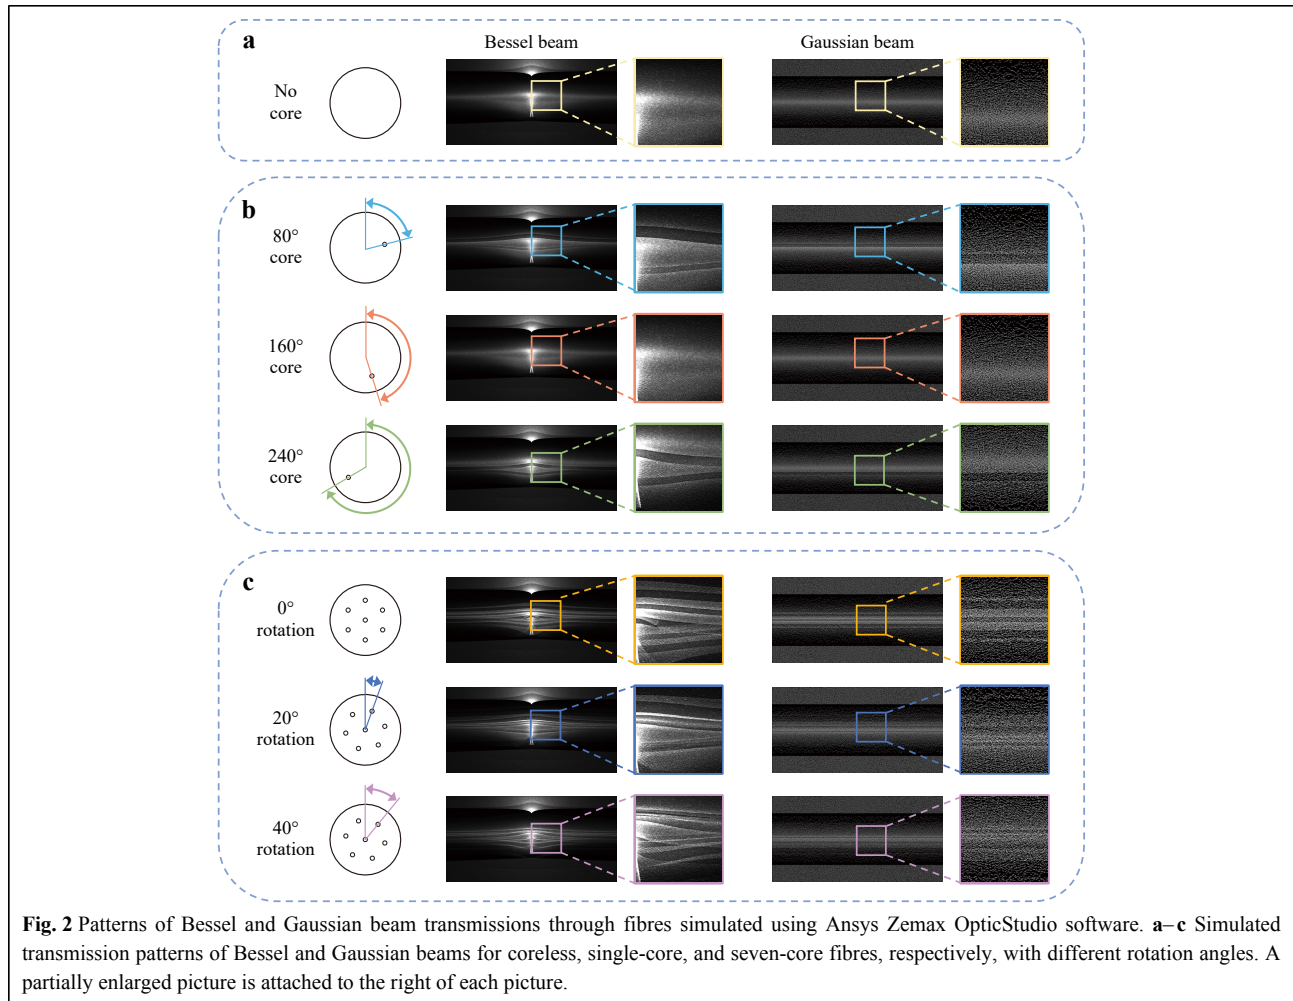 a
Bessel beam
Gaussian beam
No
core
b
80°
core
160°
core
240°
core
c
0°
rotation
20°
rotation
40°
rotation
Fig. 2 Patterns of Bessel and Gaussian beam transmissions through fibres simulated using Ansys Zemax OpticStudio software. a–c Simulated
transmission patterns of Bessel and Gaussian beams for coreless, single-core, and seven-core fibres, respectively, with different rotation angles. A
partially enlarged picture is attached to the right of each picture.